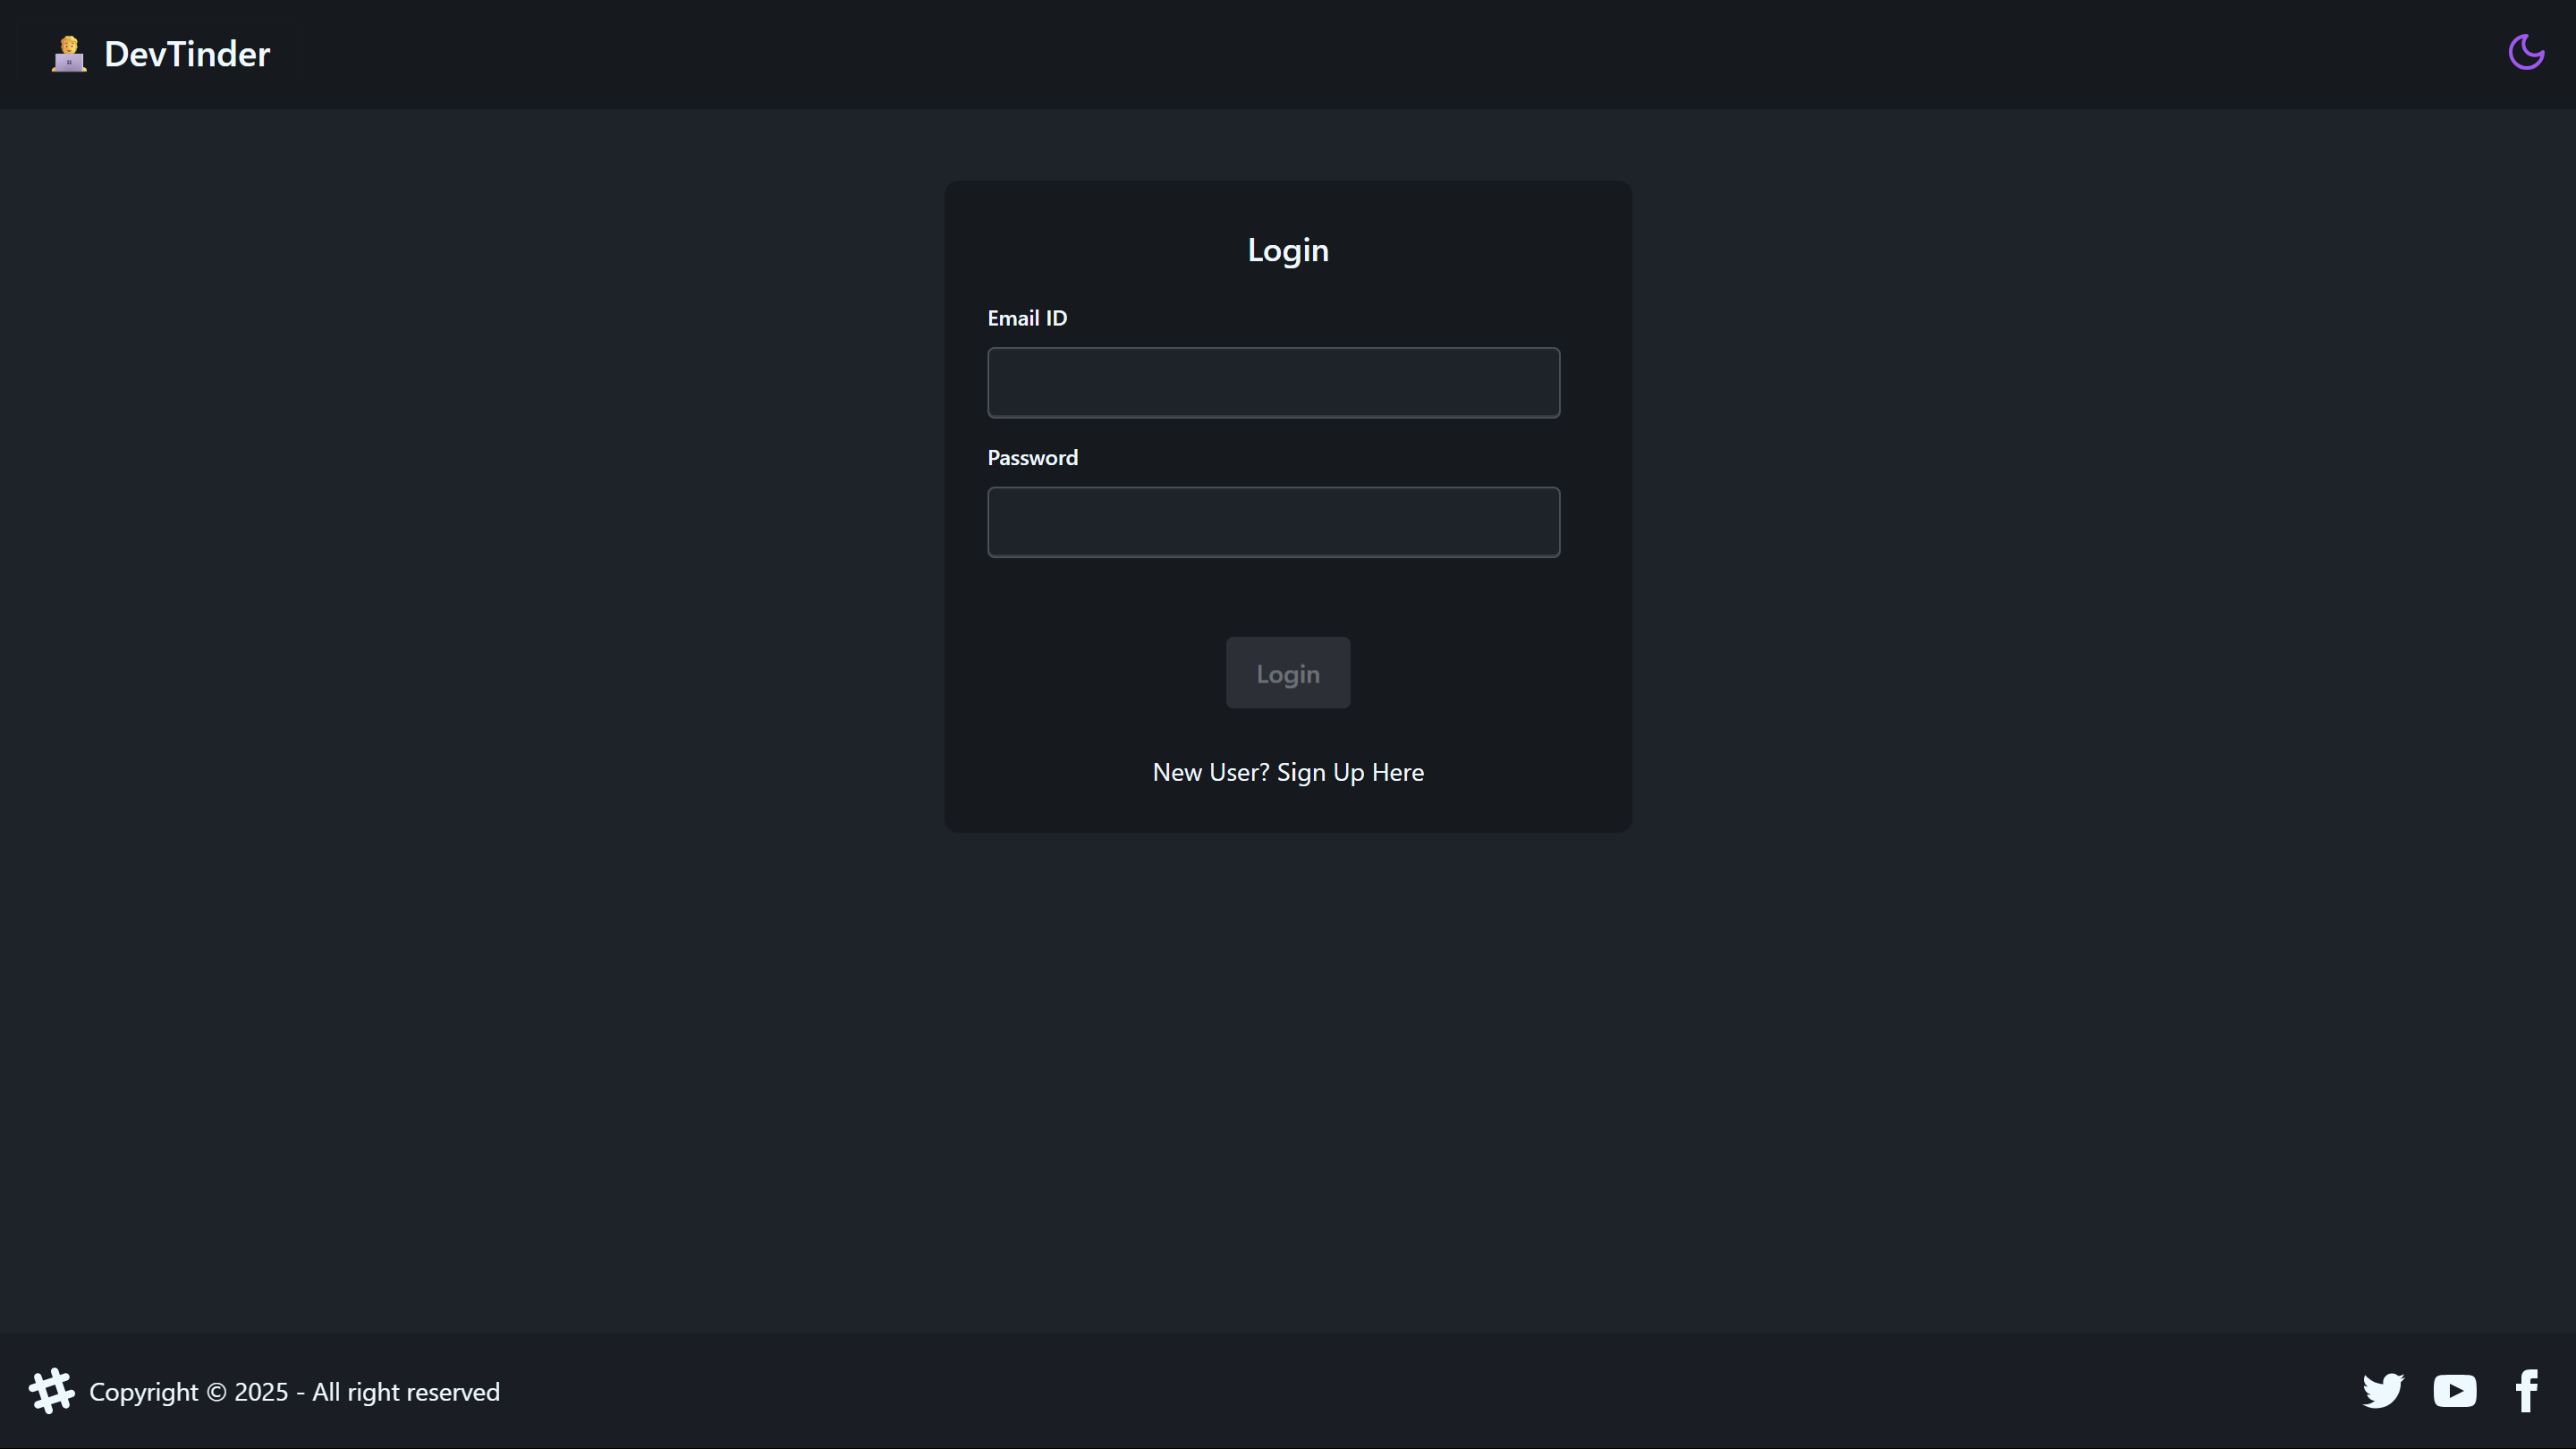 DevTinder
Login
Email ID
Password
Login
New User? Sign Up Here
Copyright © 2025 - All right reserved